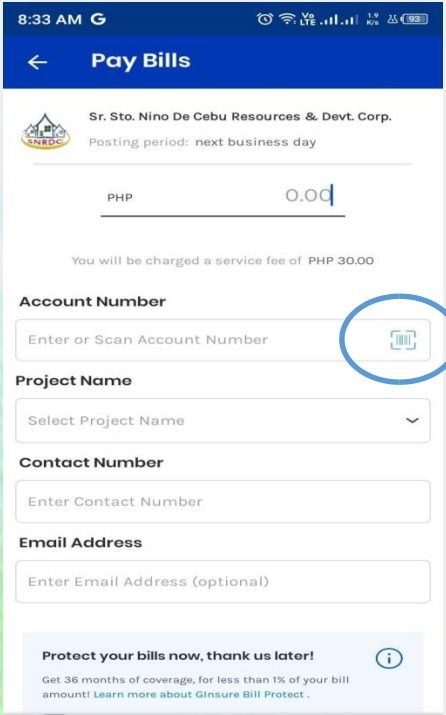 8:33 AM G Vo LTE 1.9 K/s 93
Pay Bills
SNRDC
Sr. Sto. Nino De Cebu Resources & Devt. Corp.
Posting period: next business day
PHP 0.00
You will be charged a service fee of PHP 30.00
Account Number
Enter or Scan Account Number
Project Name
Select Project Name
Contact Number
Enter Contact Number
Email Address
Enter Email Address (optional)
Protect your bills now, thank us later!
Get 36 months of coverage, for less than 1% of your bill
amount! Learn more about GInsure Bill Protect .